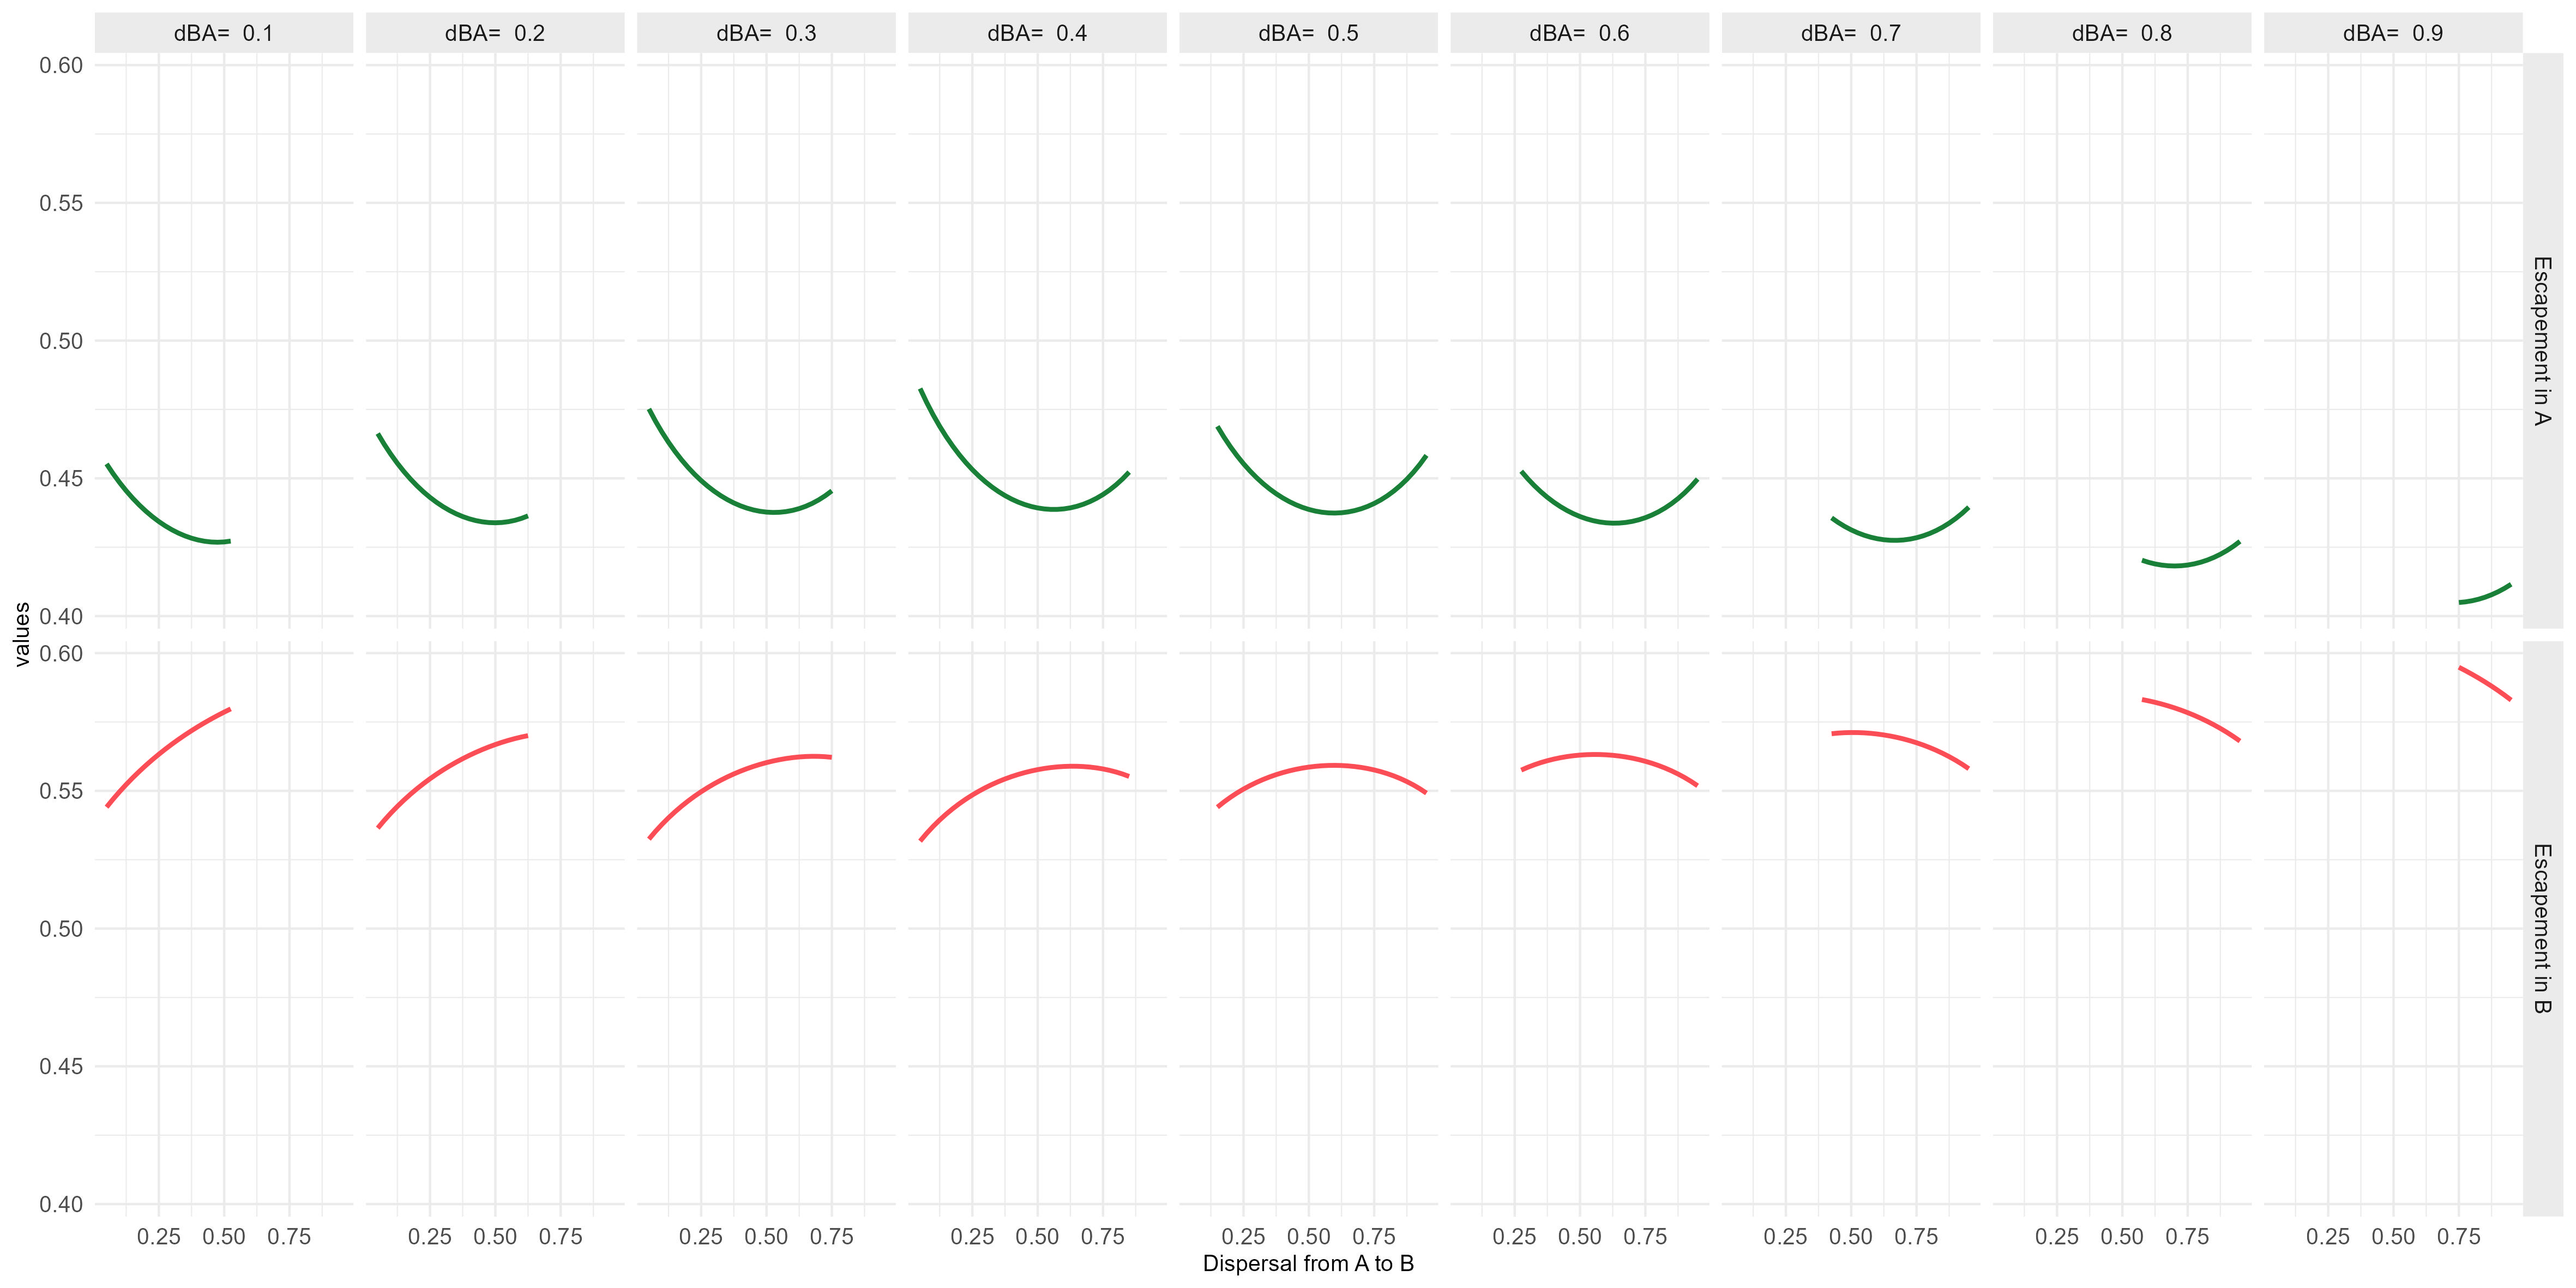 dBA=  0.1
dBA=  0.2
dBA=  0.3
dBA=  0.4
dBA=  0.5
dBA=  0.6
dBA=  0.7
dBA=  0.8
dBA=  0.9
0.60
0.55
0.50
0.45
0.40
Escapement in A
values
0.60
0.55
0.50
0.45
0.40
Escapement in B
0.25 0.50 0.75
0.25 0.50 0.75
0.25 0.50 0.75
0.25 0.50 0.75
0.25 0.50 0.75
0.25 0.50 0.75
0.25 0.50 0.75
0.25 0.50 0.75
0.25 0.50 0.75
Dispersal from A to B